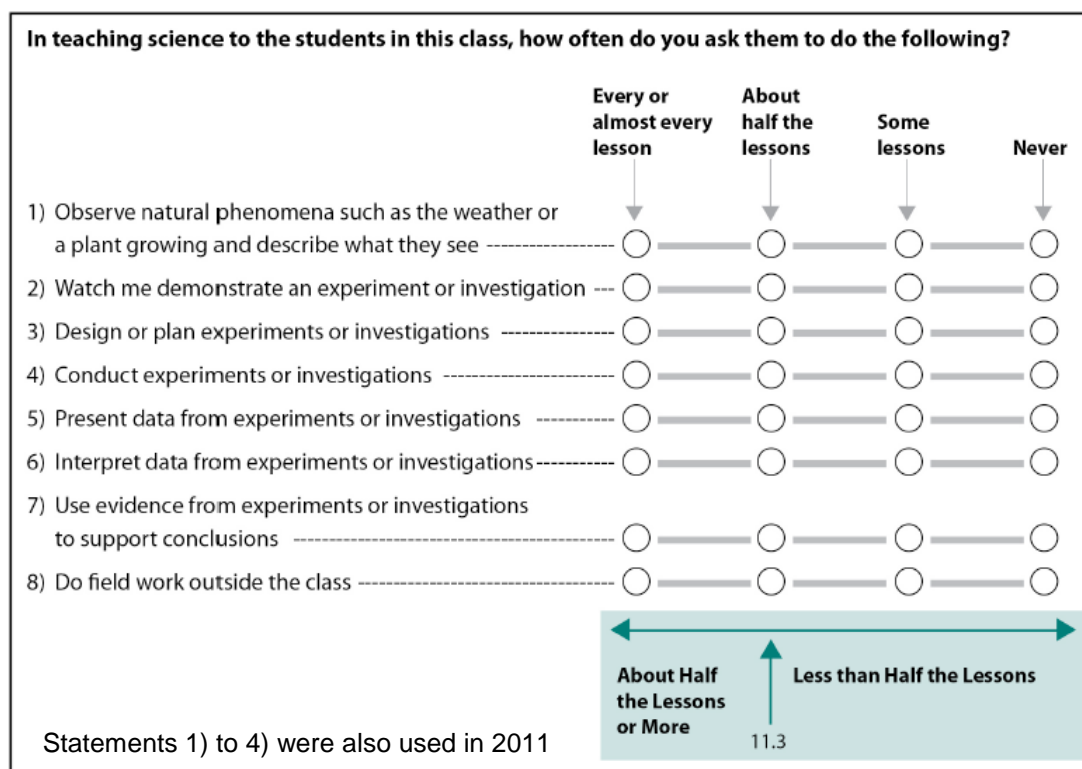 In teaching science to the students in this class, how often do you ask them to do the following?
Every or
almost every
lesson
About
half the
lessons
Some
lessons
Never
1) Observe natural phenomena such as the weather or
a plant growing and describe what they see
2) Watch me demonstrate an experiment or investigation
3) Design or plan experiments or investigations
4) Conduct experiments or investigations
5) Present data from experiments or investigations
6) Interpret data from experiments or investigations
7) Use evidence from experiments or investigations
to support conclusions
8) Do field work outside the class
About Half
the Lessons
or More
Less than Half the Lessons
11.3
Statements 1) to 4) were also used in 2011